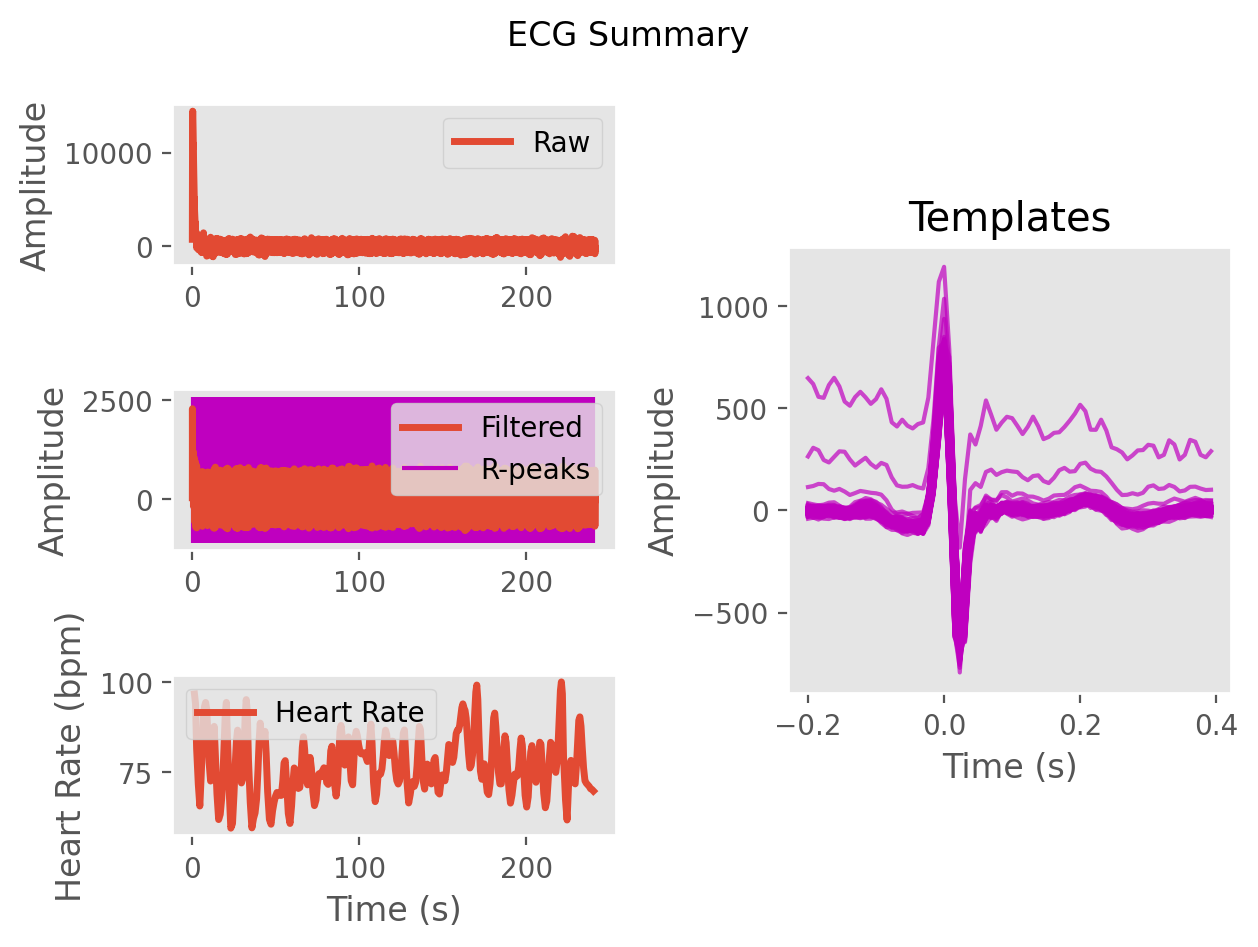 ECG Summary
Amplitude
10000
0
Raw
0 100 200
Amplitude
2500
0
Filtered
R-peaks
0 100 200
Heart Rate (bpm)
100
75
Heart Rate
0 100 200
Time (s)
Templates
Amplitude
1000
500
0
−500
−0.2 0.0 0.2 0.4
Time (s)